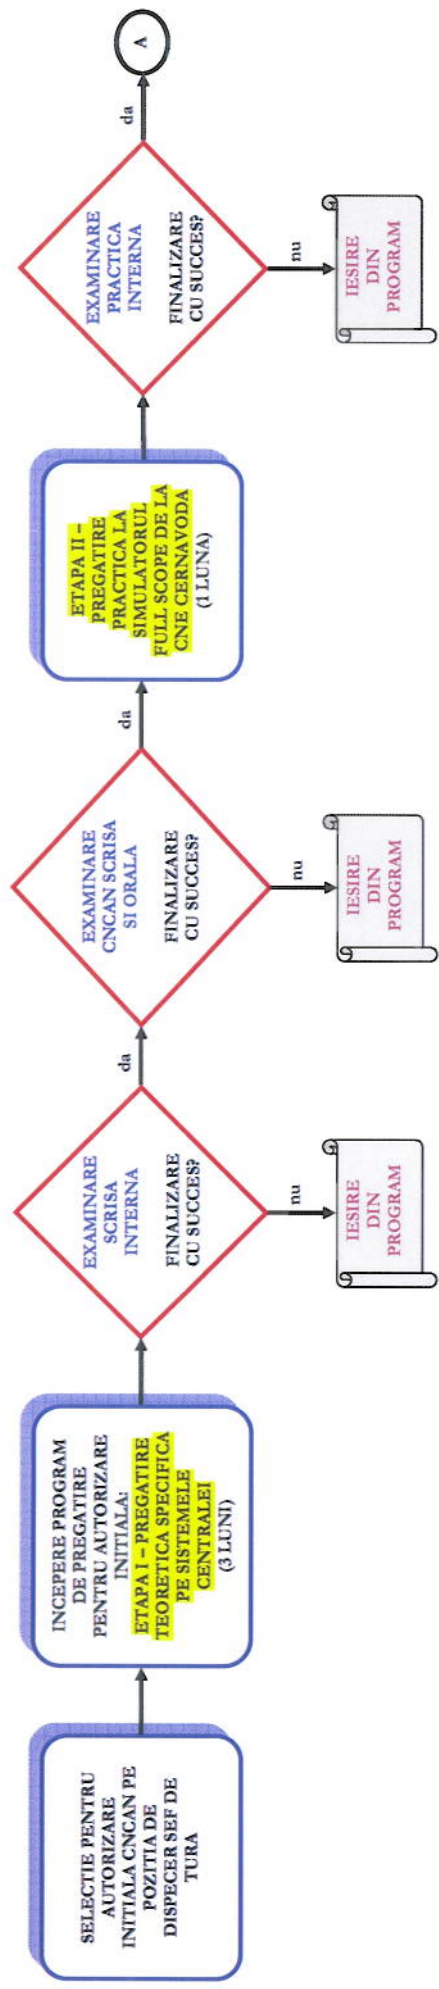 SELECTIE PENTRU
AUTORIZARE
INITIALA CNCAN PE
POZITIA DE
DISPECER SEF DE
TURA
INCEPERE PROGRAM
DE PREGATIRE
PENTRU AUTORIZARE
INITIALA:
ETAPA I – PREGATIRE
TEORETICA SPECIFICA
PE SISTEMELE
CENTRALEI
(3 LUNI)
EXAMINARE
SCRISA
INTERNA
FINALIZARE
CU SUCCES?
nu
IESIRE
DIN
PROGRAM
da
EXAMINARE
CNCAN SCRISA
SI ORALA
FINALIZARE
CU SUCCES?
nu
IESIRE
DIN
PROGRAM
da
ETAPA II –
PREGATIRE
PRACTICA LA
SIMULATORUL
FULL SCOPE DE LA
CNE CERNAVODA
(1 LUNA)
EXAMINARE
PRACTICA
INTERNA
FINALIZARE
CU SUCCES?
nu
IESIRE
DIN
PROGRAM
da
A